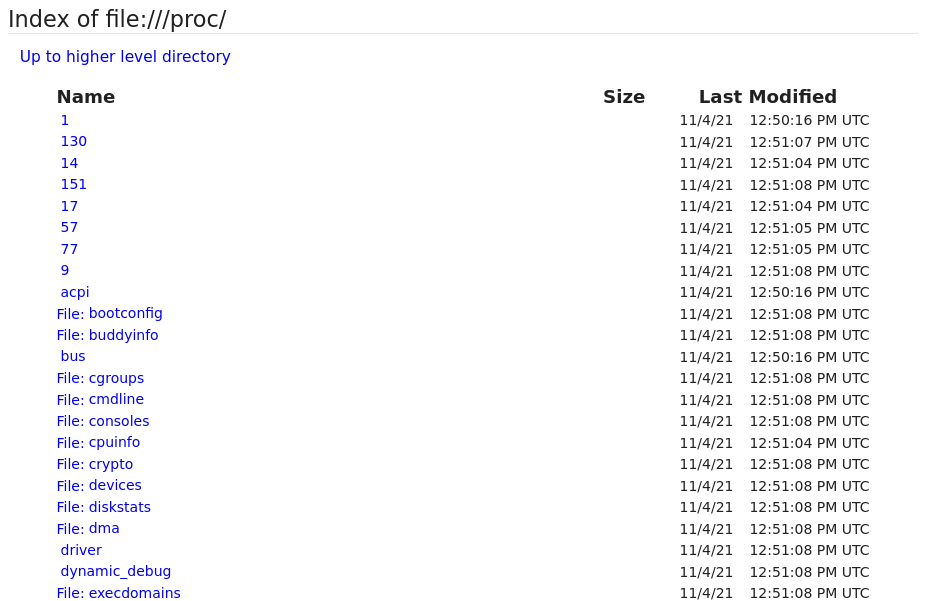 Index of file:///proc/
Up to higher level directory
Name Size Last Modified
1 11/4/21 12:50:16 PM UTC
130 11/4/21 12:51:07 PM UTC
14 11/4/21 12:51:04 PM UTC
151 11/4/21 12:51:08 PM UTC
17 11/4/21 12:51:04 PM UTC
57 11/4/21 12:51:05 PM UTC
77 11/4/21 12:51:05 PM UTC
9 11/4/21 12:51:08 PM UTC
acpi 11/4/21 12:50:16 PM UTC
File: bootconfig 11/4/21 12:51:08 PM UTC
File: buddyinfo 11/4/21 12:51:08 PM UTC
bus 11/4/21 12:50:16 PM UTC
File: cgroups 11/4/21 12:51:08 PM UTC
File: cmdline 11/4/21 12:51:08 PM UTC
File: consoles 11/4/21 12:51:08 PM UTC
File: cpuinfo 11/4/21 12:51:04 PM UTC
File: crypto 11/4/21 12:51:08 PM UTC
File: devices 11/4/21 12:51:08 PM UTC
File: diskstats 11/4/21 12:51:08 PM UTC
File: dma 11/4/21 12:51:08 PM UTC
driver 11/4/21 12:51:08 PM UTC
dynamic_debug 11/4/21 12:51:08 PM UTC
File: execdomains 11/4/21 12:51:08 PM UTC